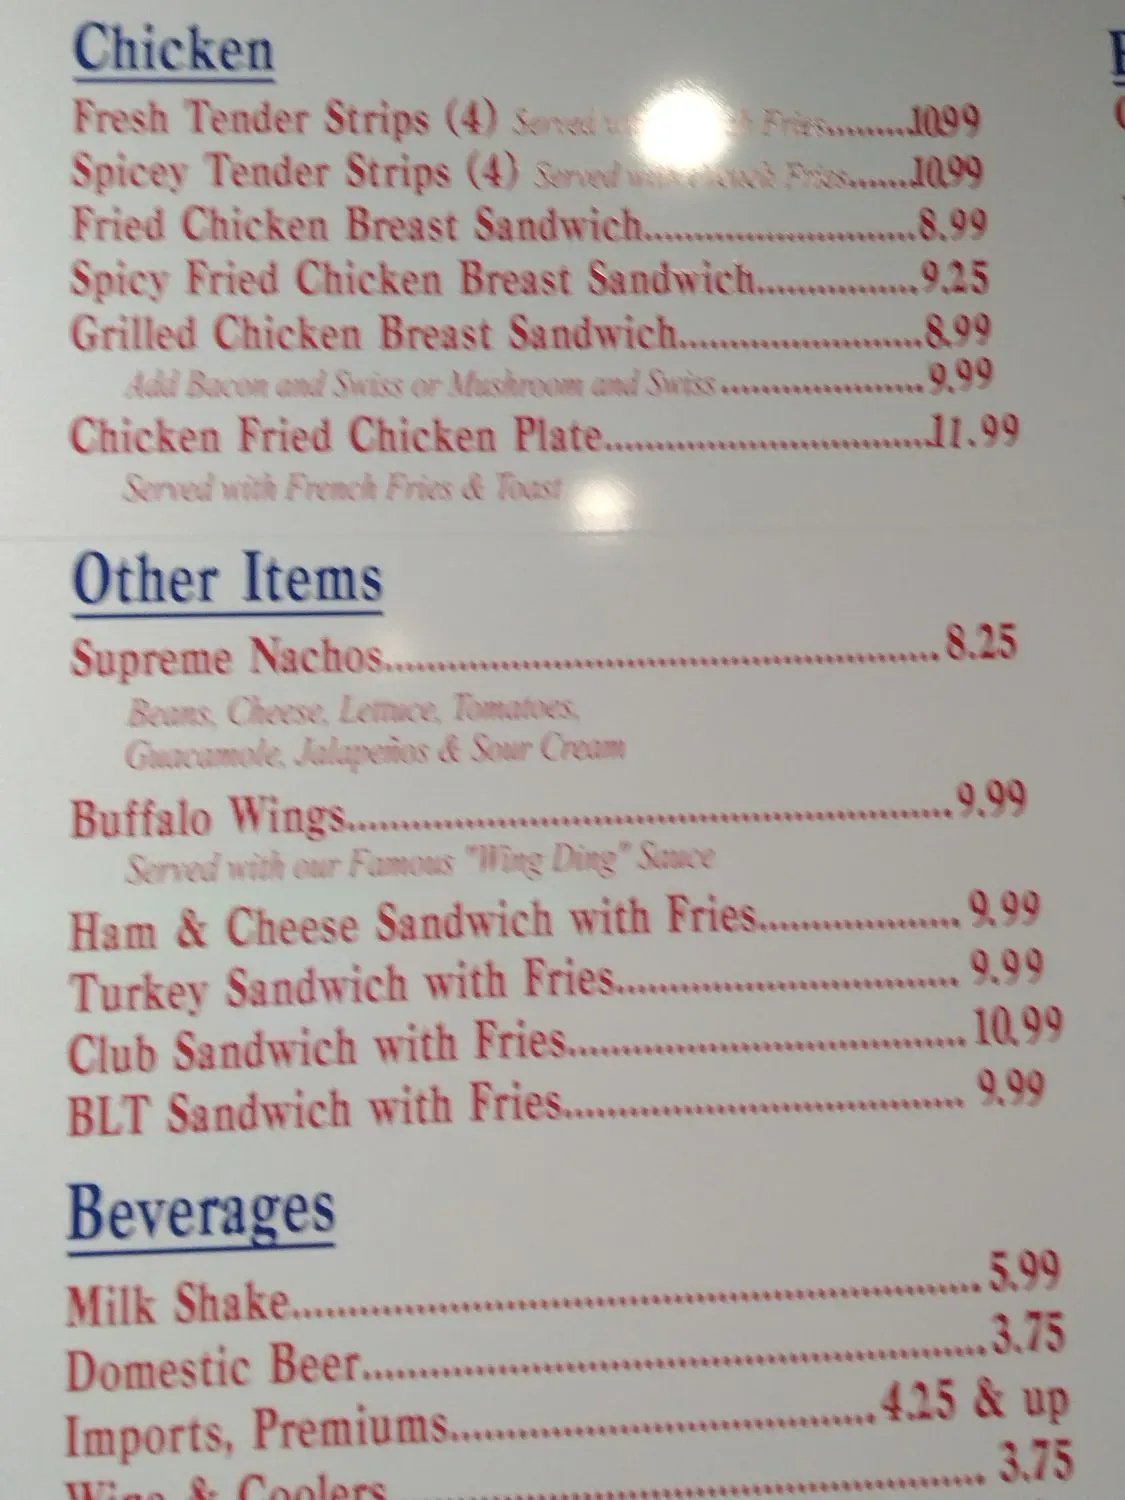 Chicken
Fresh Tender Strips (4) Served Fries.........10.99
Spicey Tender Strips (4) Served with French Fries.......10.99
Fried Chicken Breast Sandwich...........................8.99
Spicy Fried Chicken Breast Sandwich................9.25
Grilled Chicken Breast Sandwich........................8.99
Add Bacon and Swiss or Mushroom and Swiss....................9.99
Chicken Fried Chicken Plate................................11.99
Served with French Fries & Toast
Other Items
Supreme Nachos.......................................................8.25
Beans, Cheese, Lettuce, Tomatoes,
Guacamole, Jalapeños & Sour Cream
Buffalo Wings............................................................9.99
Served with our Famous "Wing Ding" Sauce
Ham & Cheese Sandwich with Fries.................... 9.99
Turkey Sandwich with Fries.................................. 9.99
Club Sandwich with Fries....................................... 10.99
BLT Sandwich with Fries........................................ 9.99
Beverages
Milk Shake.....................................................................5.99
Domestic Beer..............................................................3.75
Imports, Premiums..........................................4.25 & up
Wine & Coolers............................................................ 3.75